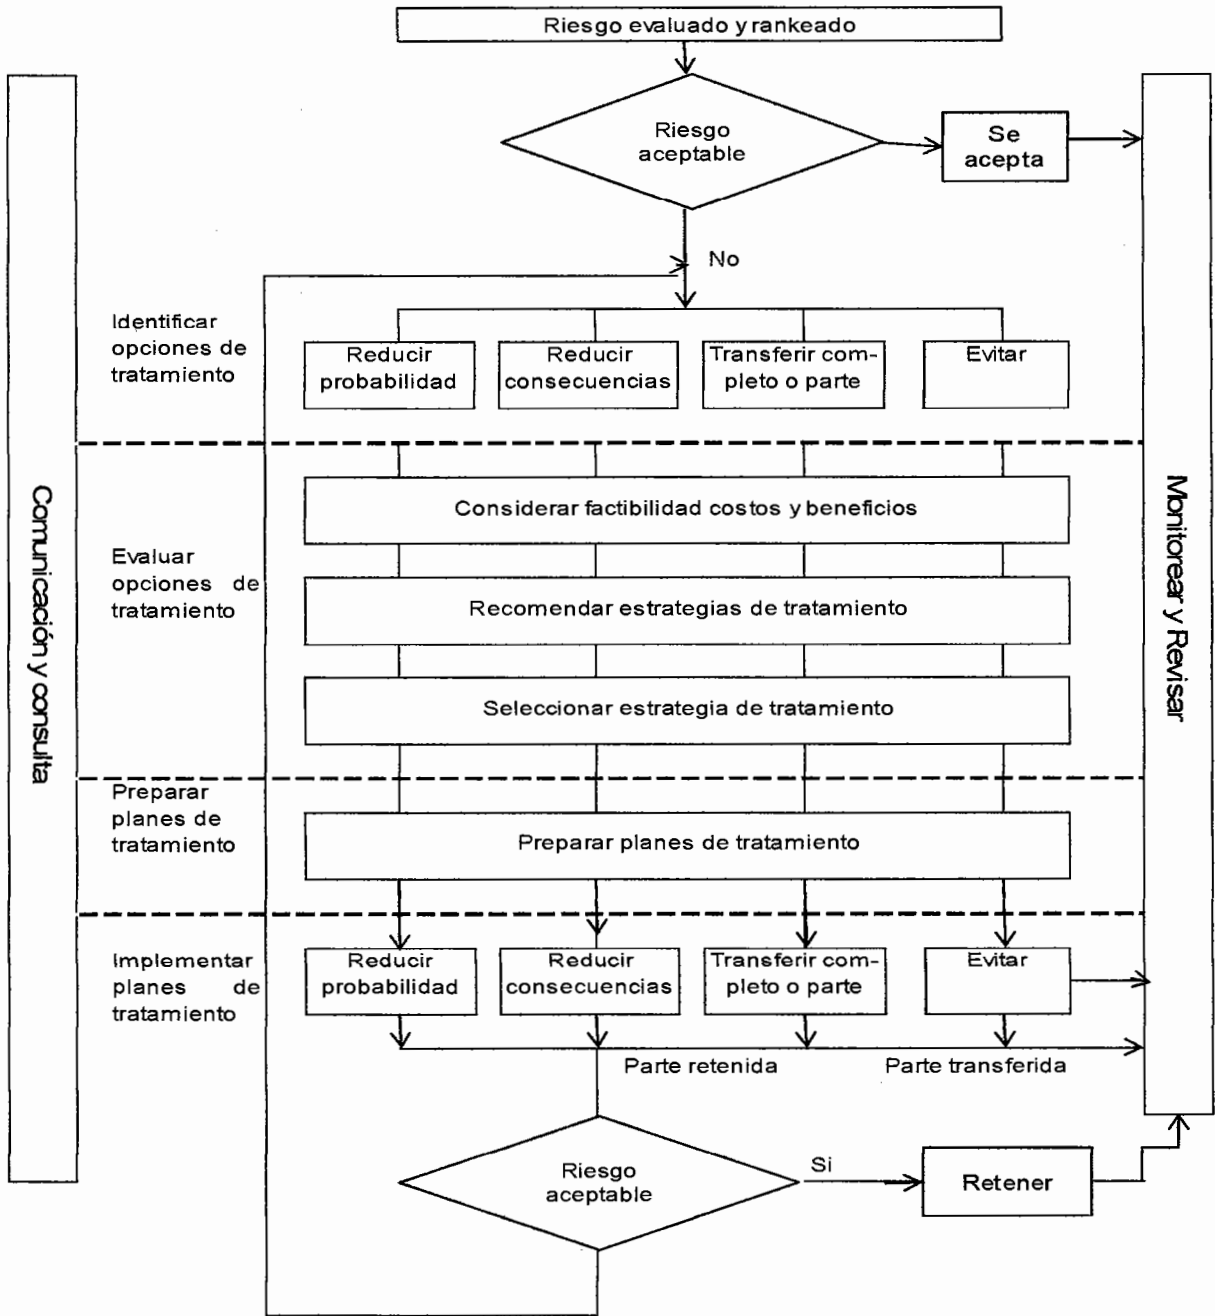 Riesgo evaluado y rankeado
Riesgo
aceptable
Se
acepta
No
Identificar
opciones de
tratamiento
Reducir
probabilidad
Reducir
consecuencias
Transferir com-
pleto o parte
Evitar
Comunicación y consulta
Monitorear y Revisar
Evaluar
opciones de
tratamiento
Considerar factibilidad costos y beneficios
Recomendar estrategias de tratamiento
Seleccionar estrategia de tratamiento
Preparar
planes de
tratamiento
Preparar planes de tratamiento
Implementar
planes de
tratamiento
Reducir
probabilidad
Reducir
consecuencias
Transferir com-
pleto o parte
Evitar
Parte retenida
Parte transferida
Riesgo
aceptable
Si
Retener